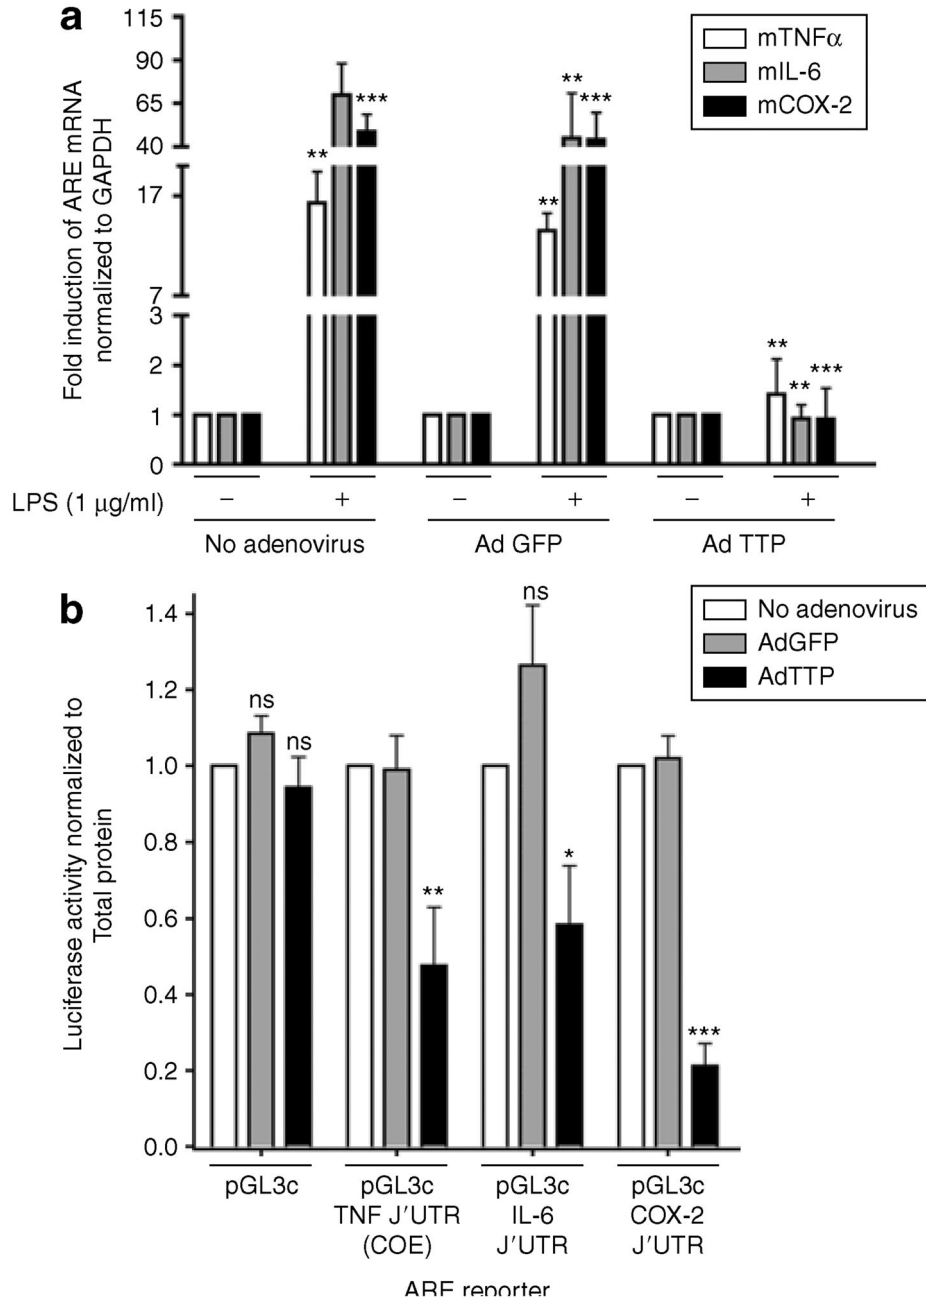 a
115
90
65
40
17
7
3
2
1
0
Fold induction of ARE mRNA
normalized to GAPDH
mTNFα
mIL-6
mCOX-2
**
***
**
**
***
**
**
***
LPS (1 μg/ml)
− + − + − +
No adenovirus Ad GFP Ad TTP
b
1.4
1.2
1.0
0.8
0.6
0.4
0.2
0.0
Luciferase activity normalized to
Total protein
No adenovirus
AdGFP
AdTTP
ns
ns
**
ns
*
***
pGL3c
pGL3c
TNF J′UTR
(COE)
pGL3c
IL-6
J′UTR
pGL3c
COX-2
J′UTR
ARE reporter